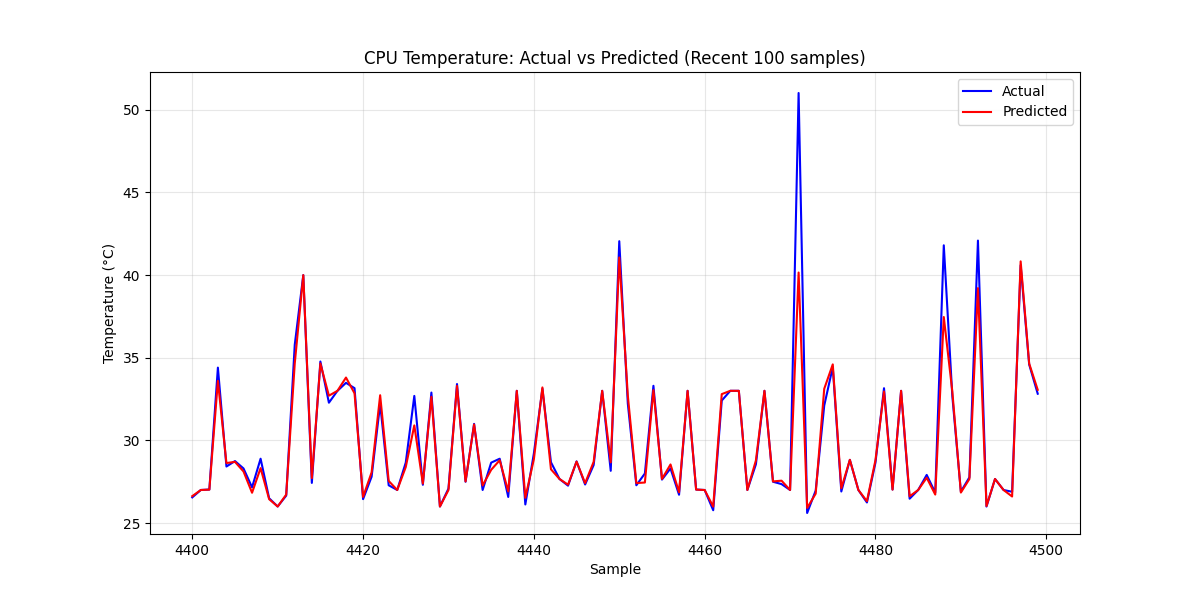 CPU Temperature: Actual vs Predicted (Recent 100 samples)
Actual
Predicted
50
45
40
35
30
25
Temperature (°C)
4400 4420 4440 4460 4480 4500
Sample